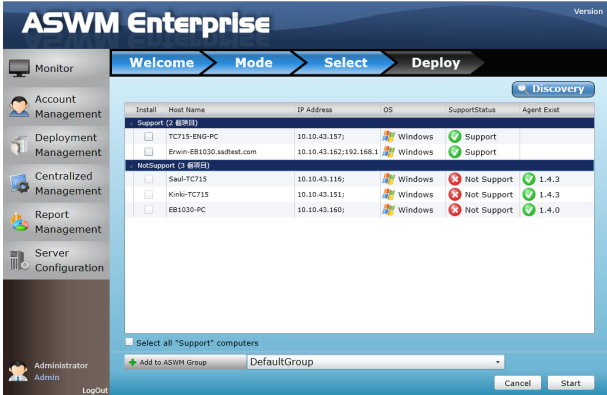 Version
ASWM Enterprise
Welcome Mode Select Deploy
Monitor
Account
Management
Deployment
Management
Centralized
Management
Report
Management
Server
Configuration
Administrator
Admin
LogOut
Discovery
Install Host Name IP Address OS SupportStatus Agent Exist
Support (2 個項目)
TC715-ENG-PC 10.10.43.157; Windows Support
Erwin-EB1030.ssdtest.com 10.10.43.162;192.168.1 Windows Support
NotSupport (3 個項目)
Saul-TC715 10.10.43.116; Windows Not Support 1.4.3
Kinki-TC715 10.10.43.151; Windows Not Support 1.4.3
EB1030-PC 10.10.43.160; Windows Not Support 1.4.0
Select all "Support" computers
Add to ASWM Group DefaultGroup
Cancel Start